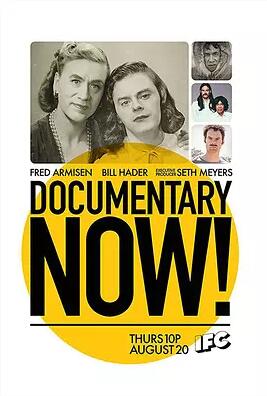 FRED ARMISEN BILL HADER EXECUTIVE PRODUCER SETH MEYERS
DOCUMENTARY
NOW!
THURS 10P
AUGUST 20 IFC